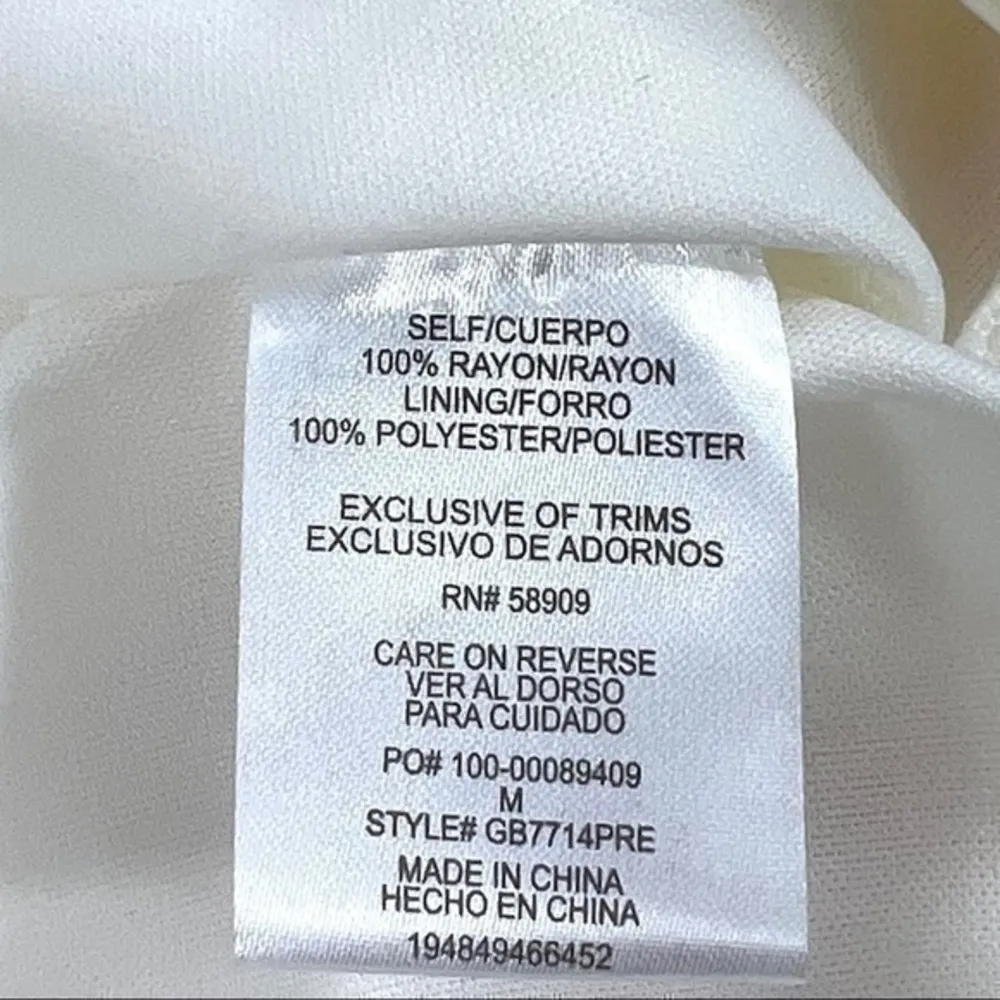 SELF/CUERPO
100% RAYON/RAYON
LINING/FORRO
100% POLYESTER/POLIESTER
EXCLUSIVE OF TRIMS
EXCLUSIVO DE ADORNOS
RN# 58909
CARE ON REVERSE
VER AL DORSO
PARA CUIDADO
PO# 100-00089409
M
STYLE# GB7714PRE
MADE IN CHINA
HECHO EN CHINA
194849466452